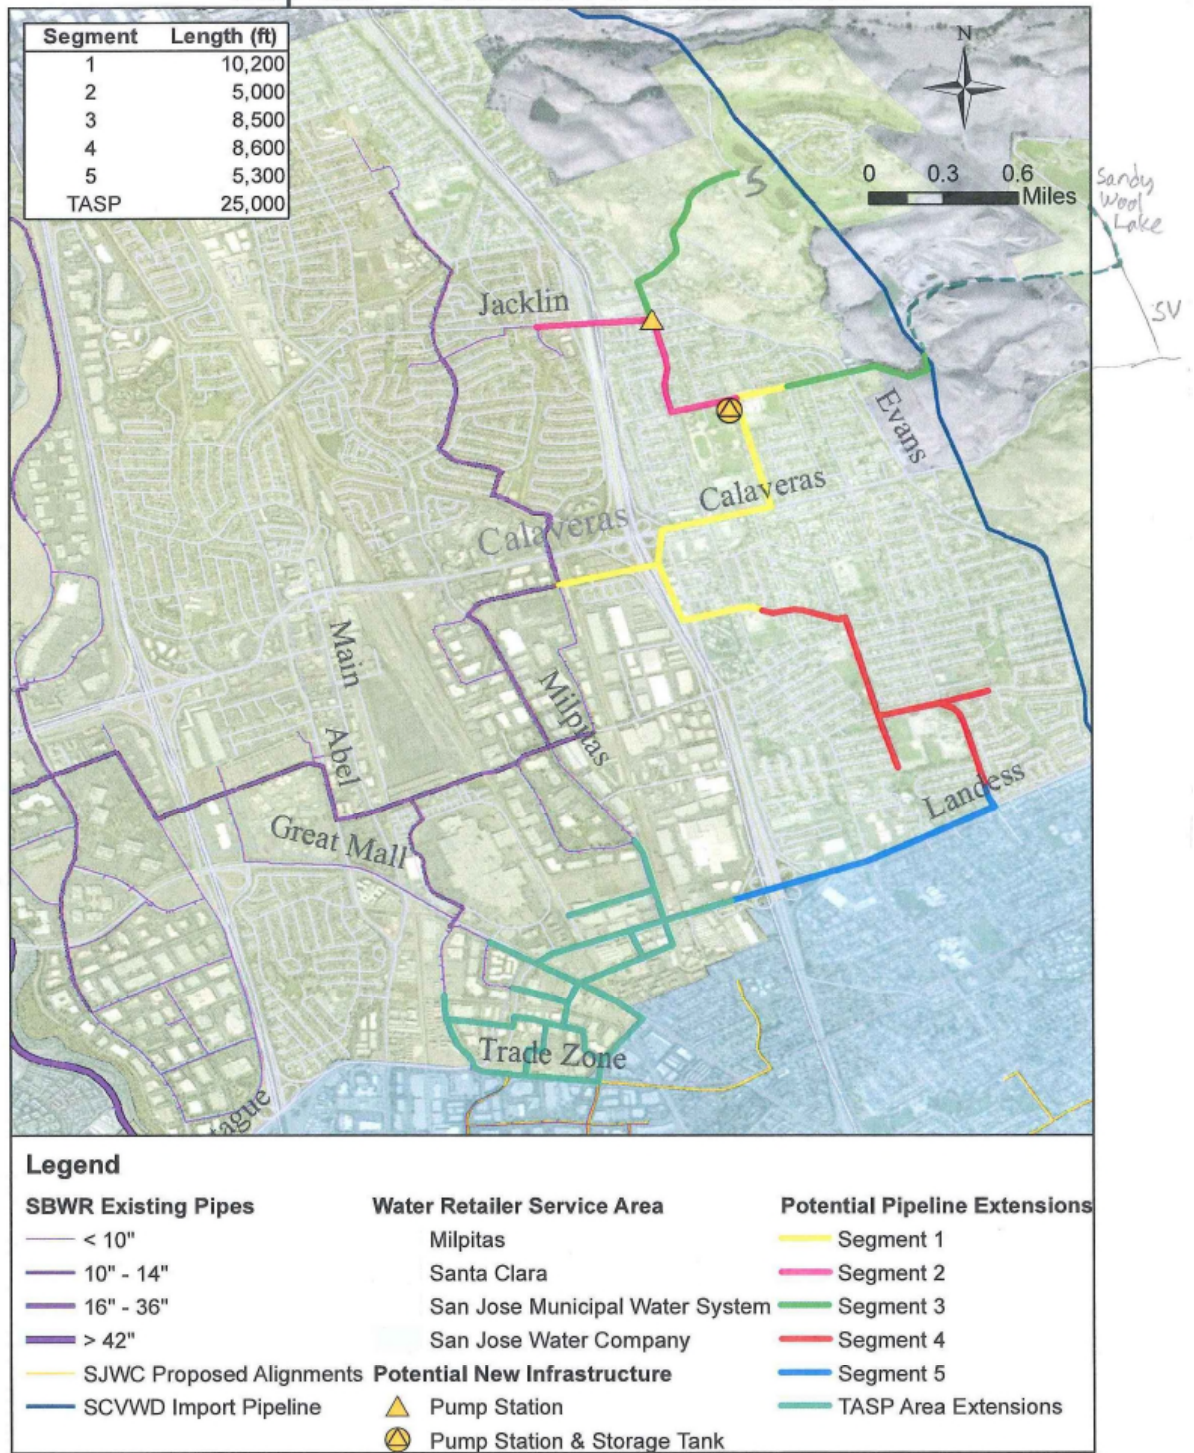 Segment Length (ft)
1 10,200
2 5,000
3 8,500
4 8,600
5 5,300
TASP 25,000
N
0 0.3 0.6
Miles
Sandy
Wool
Lake
S
SV
Jacklin
Evans
Calaveras
Calaveras
Main
Milpitas
Abel
Landess
Great Mall
Trade Zone
tague
Legend
SBWR Existing Pipes
< 10"
10" - 14"
16" - 36"
> 42"
SJWC Proposed Alignments
SCVWD Import Pipeline
Water Retailer Service Area
Milpitas
Santa Clara
San Jose Municipal Water System
San Jose Water Company
Potential New Infrastructure
Pump Station
Pump Station & Storage Tank
Potential Pipeline Extensions
Segment 1
Segment 2
Segment 3
Segment 4
Segment 5
TASP Area Extensions